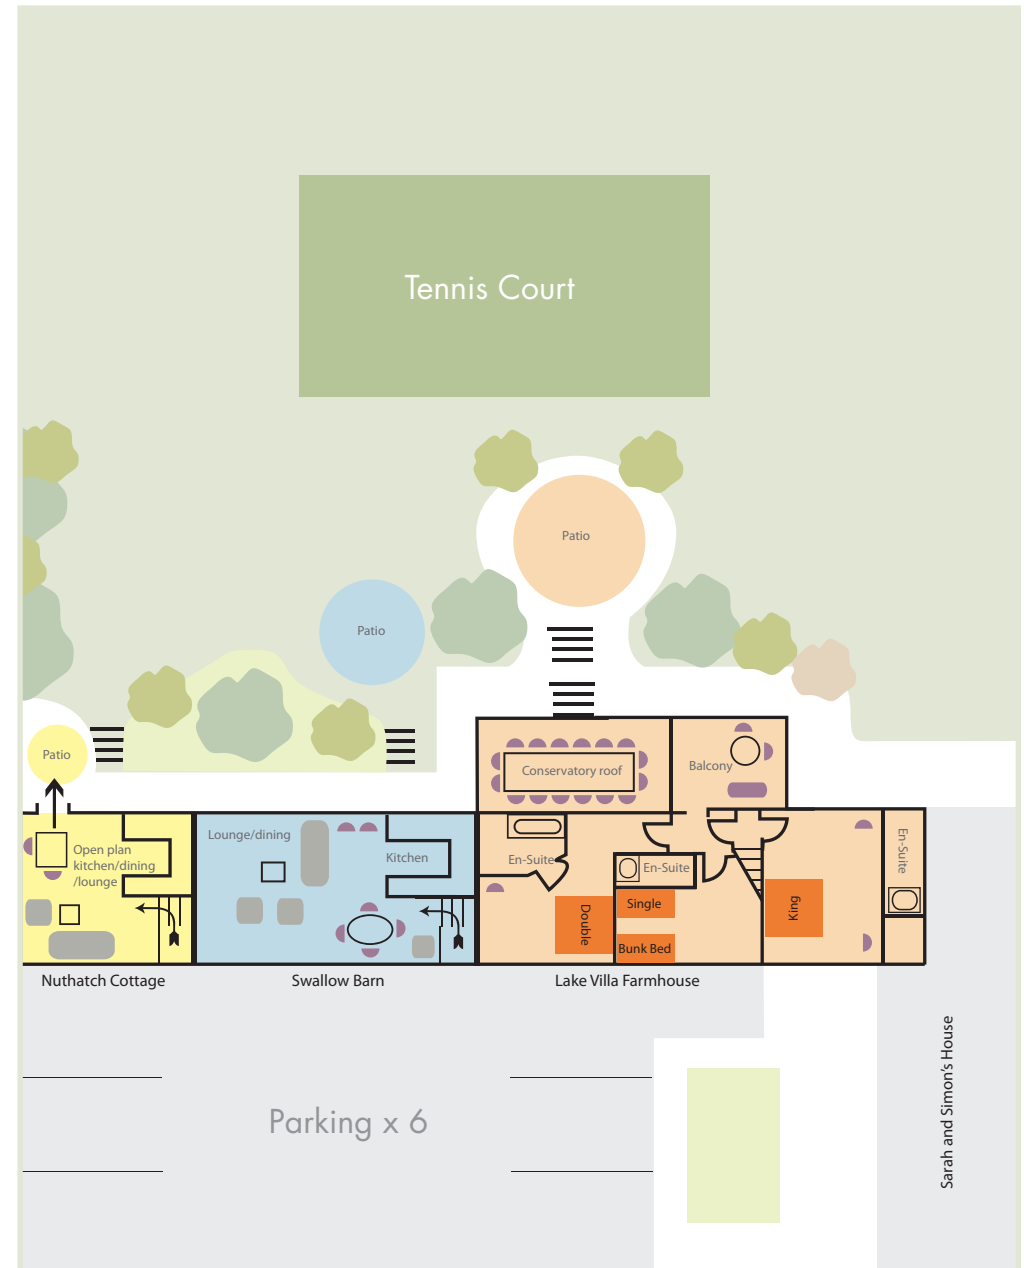 Tennis Court
Patio
Patio
Patio
Conservatory roof
Balcony
Lounge/dining
Open plan
kitchen/dining
/lounge
Kitchen
En-Suite
En-Suite
En-Suite
Double
Single
Bunk Bed
King
Nuthatch Cottage
Swallow Barn
Lake Villa Farmhouse
Parking x 6
Sarah and Simon's House